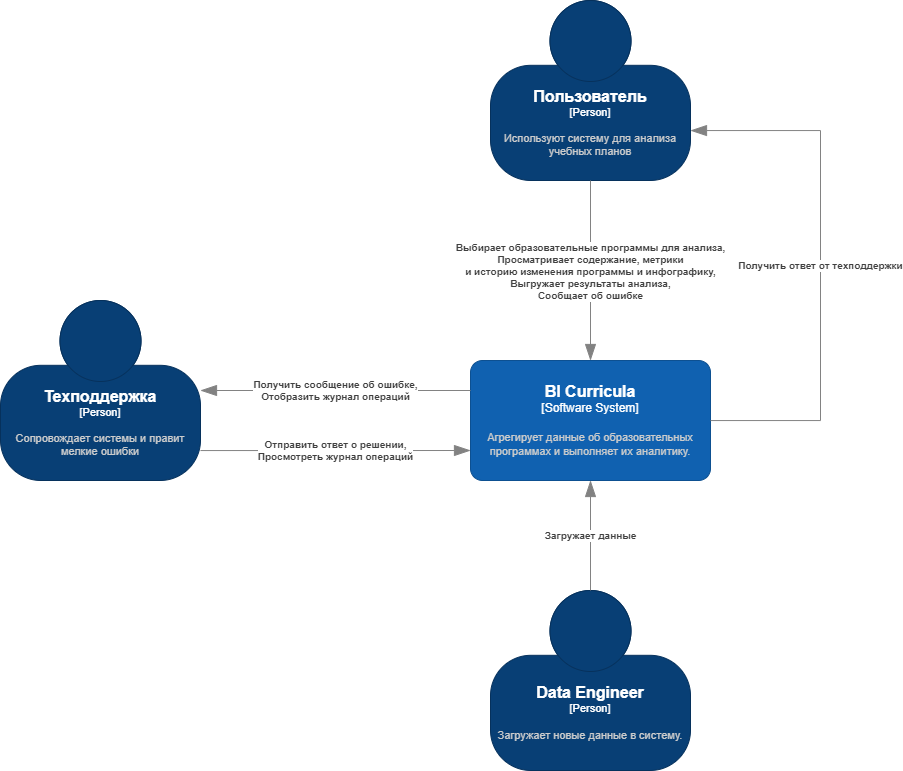 Пользователь
[Person]
Используют систему для анализа
учебных планов
Выбирает образовательные программы для анализа,
Просматривает содержание, метрики
и историю изменения программы и инфографику,
Выгружает результаты анализа,
Сообщает об ошибке
Получить ответ от техподдержки
Техподдержка
[Person]
Сопровождает системы и правит
мелкие ошибки
Получить сообщение об ошибке,
Отобразить журнал операций
Отправить ответ о решении,
Просмотреть журнал операций
BI Curricula
[Software System]
Агрегирует данные об образовательных
программах и выполняет их аналитику.
Загружает данные
Data Engineer
[Person]
Загружает новые данные в систему.